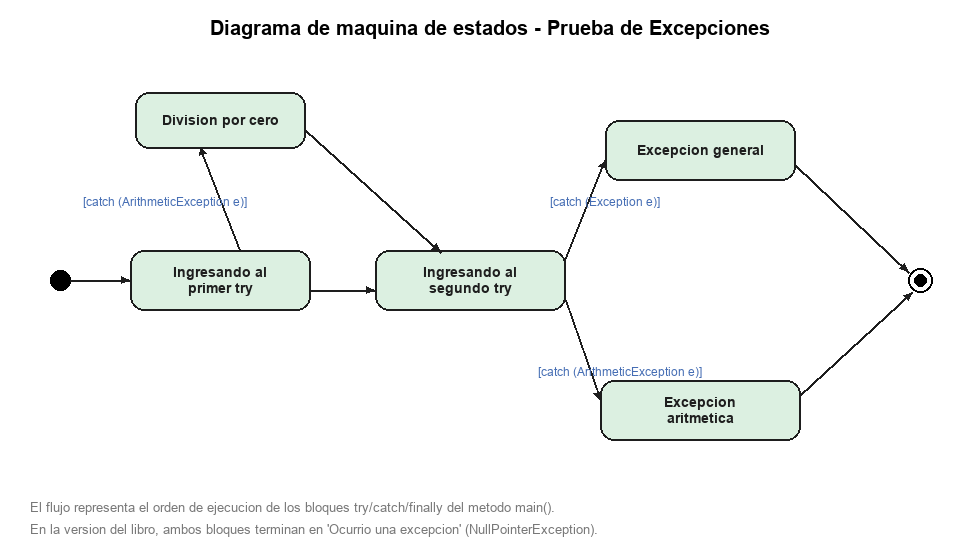 Diagrama de maquina de estados - Prueba de Excepciones
Division por cero
Excepcion general
[catch (ArithmeticException e)]
[catch (Exception e)]
Ingresando al
primer try
Ingresando al
segundo try
[catch (ArithmeticException e)]
Excepcion
aritmetica
El flujo representa el orden de ejecucion de los bloques try/catch/finally del metodo main().
En la version del libro, ambos bloques terminan en 'Ocurrio una excepcion' (NullPointerException).